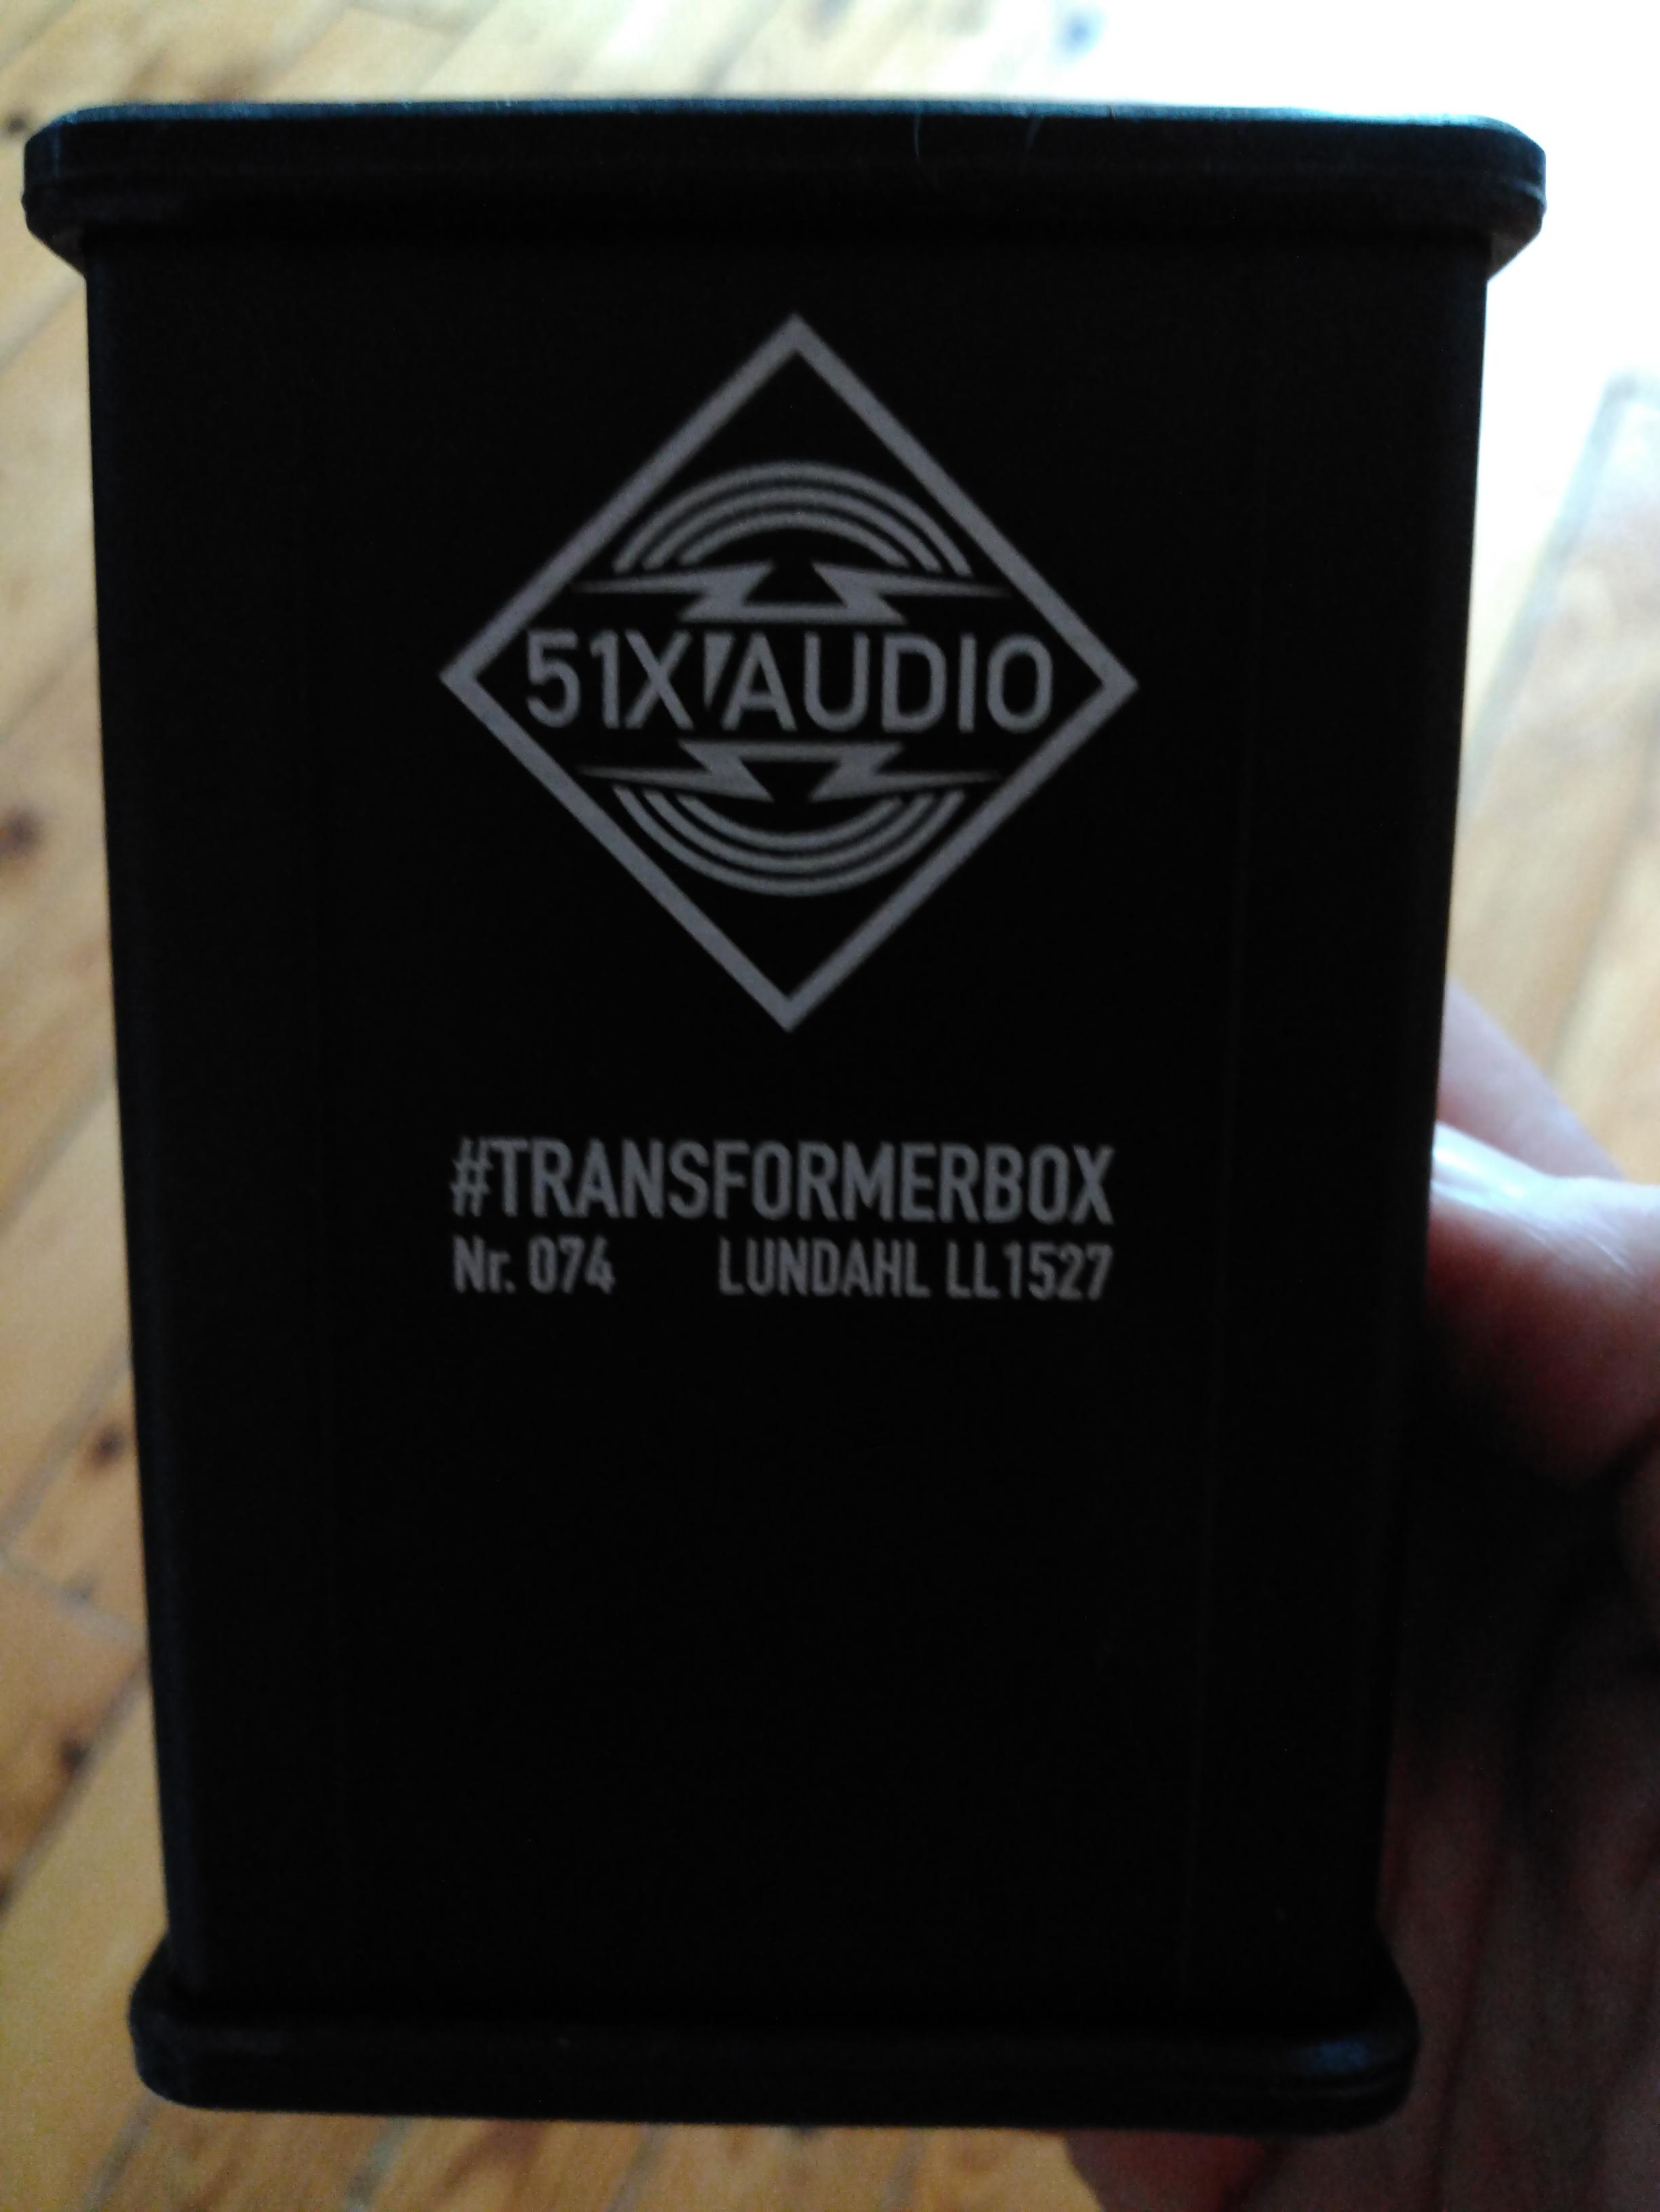 51X AUDIO
#TRANSFORMERBOX
Nr. 074 LUNDAHL LL1527